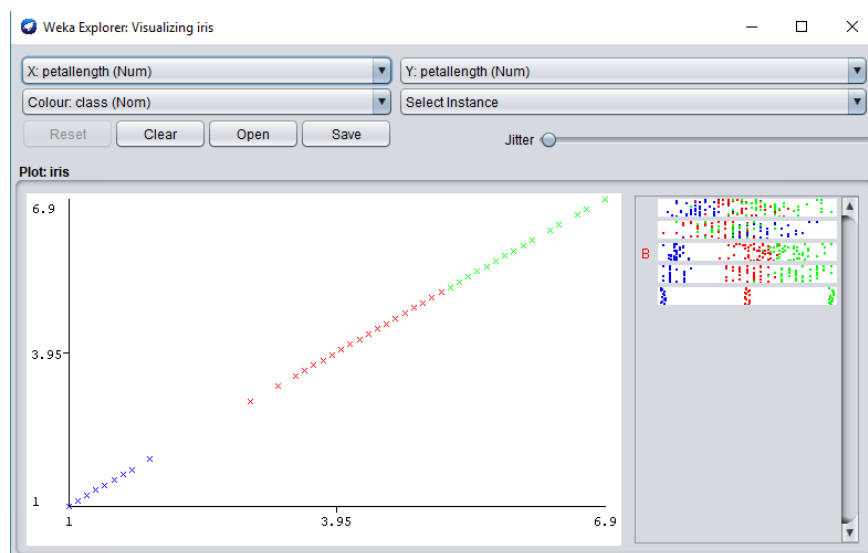 Weka Explorer: Visualizing iris
X: petallength (Num) Y: petallength (Num)
Colour: class (Nom) Select Instance
Reset Clear Open Save Jitter
Plot: iris
6.9
B
3.95
1
1 3.95 6.9